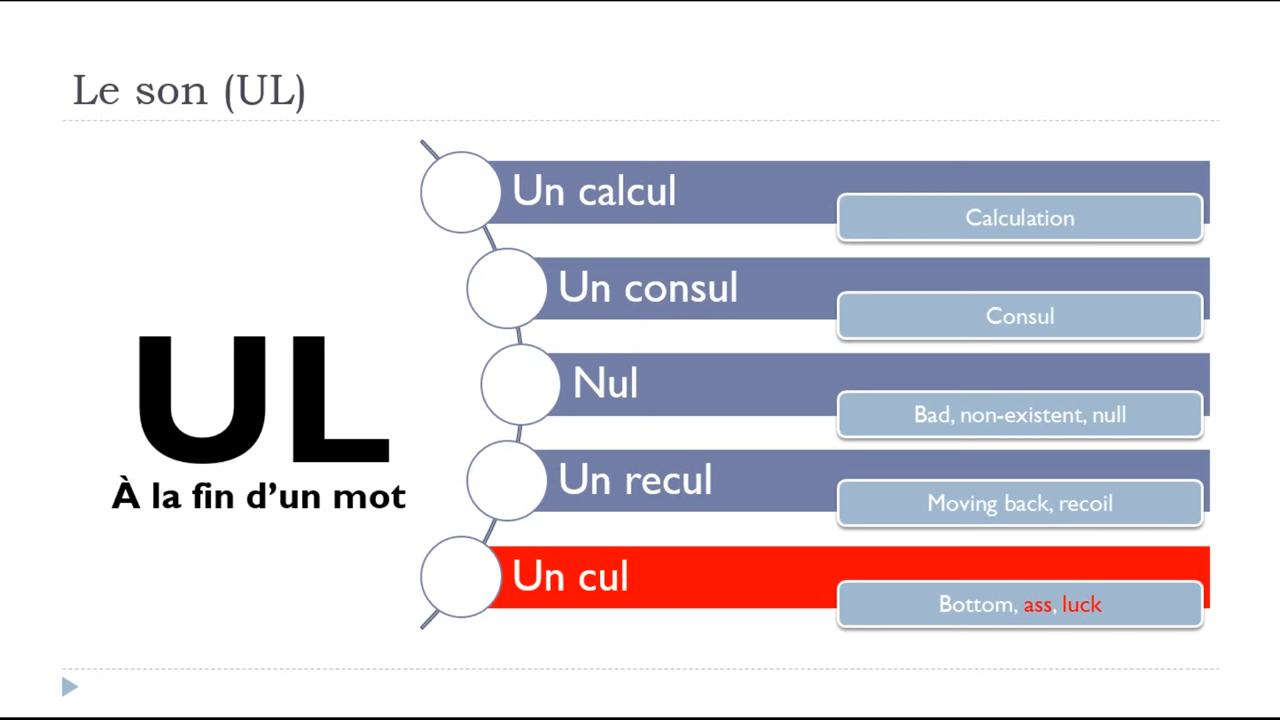 Le son (UL)
UL
À la fin d’un mot
Un calcul
Calculation
Un consul
Consul
Nul
Bad, non-existent, null
Un recul
Moving back, recoil
Un cul
Bottom, ass, luck